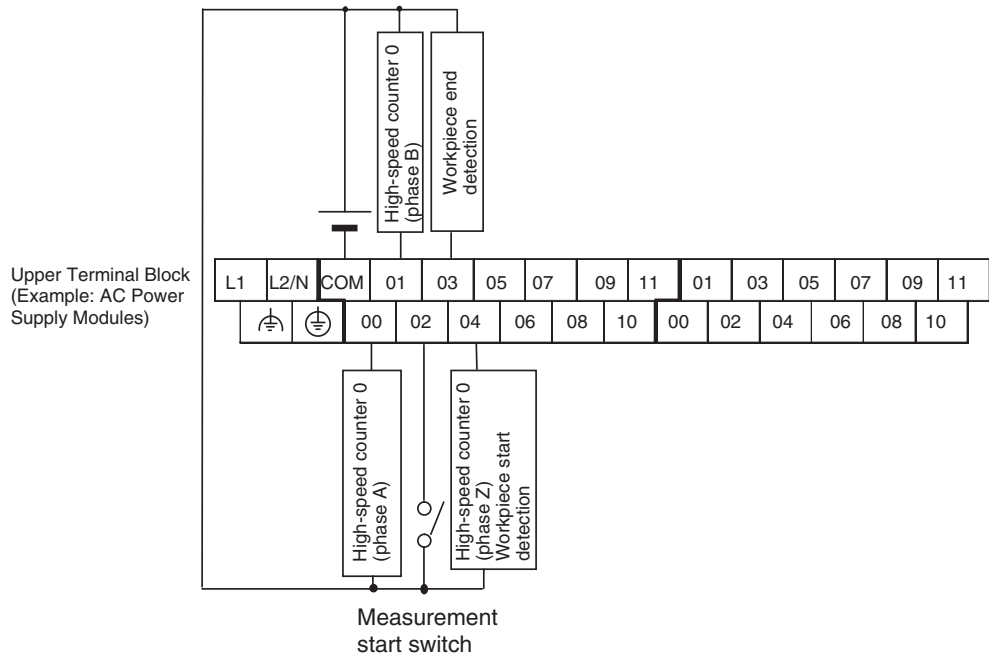 High-speed counter 0
(phase B)
Workpiece end
detection
Upper Terminal Block
(Example: AC Power
Supply Modules)
L1 L2/N COM 01 03 05 07 09 11 01 03 05 07 09 11
00 02 04 06 08 10 00 02 04 06 08 10
High-speed counter 0
(phase A)
High-speed counter 0
(phase Z)
Workpiece start
detection
Measurement
start switch